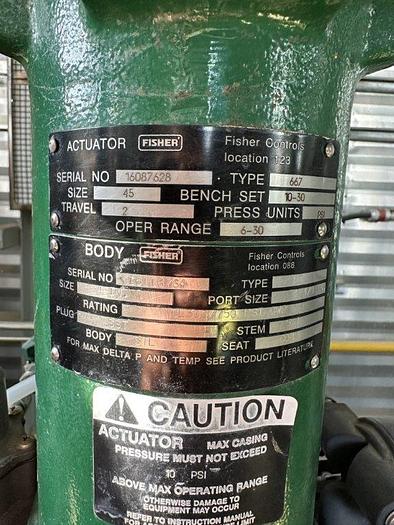 ACTUATOR FISHER Fisher Controls
location 123
SERIAL NO 16087628 TYPE 667
SIZE 45 BENCH SET 10-30
TRAVEL 2 PRESS UNITS PSI
OPER RANGE 6-30
BODY FISHER Fisher Controls
location 088
SERIAL NO TYPE
SIZE PORT SIZE
RATING
PLUG STEM
BODY STL SEAT
FOR MAX DELTA P AND TEMP SEE PRODUCT LITERATURE
CAUTION
ACTUATOR MAX CASING
PRESSURE MUST NOT EXCEED
10 PSI
ABOVE MAX OPERATING RANGE
OTHERWISE DAMAGE TO
EQUIPMENT MAY OCCUR
REFER TO INSTRUCTION MANUAL